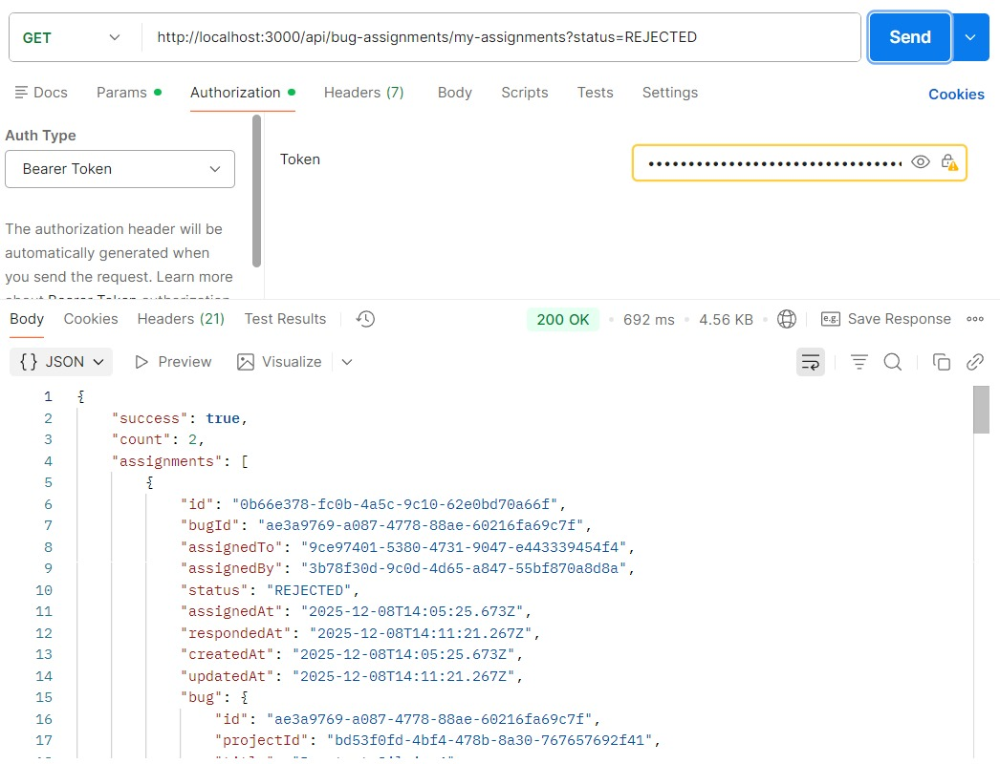 GET http://localhost:3000/api/bug-assignments/my-assignments?status=REJECTED Send
Docs Params Authorization Headers (7) Body Scripts Tests Settings Cookies
Auth Type
Bearer Token
Token
The authorization header will be
automatically generated when
you send the request. Learn more
about Bearer Token authorization
Body Cookies Headers (21) Test Results 200 OK 692 ms 4.56 KB e.g. Save Response
{} JSON Preview Visualize
1 {
2 "success": true,
3 "count": 2,
4 "assignments": [
5 {
6 "id": "0b66e378-fc0b-4a5c-9c10-62e0bd70a66f",
7 "bugId": "ae3a9769-a087-4778-88ae-60216fa69c7f",
8 "assignedTo": "9ce97401-5380-4731-9047-e443339454f4",
9 "assignedBy": "3b78f30d-9c0d-4d65-a847-55bf870a8d8a",
10 "status": "REJECTED",
11 "assignedAt": "2025-12-08T14:05:25.673Z",
12 "respondedAt": "2025-12-08T14:11:21.267Z",
13 "createdAt": "2025-12-08T14:05:25.673Z",
14 "updatedAt": "2025-12-08T14:11:21.267Z",
15 "bug": {
16 "id": "ae3a9769-a087-4778-88ae-60216fa69c7f",
17 "projectId": "bd53f0fd-4bf4-478b-8a30-767657692f41",